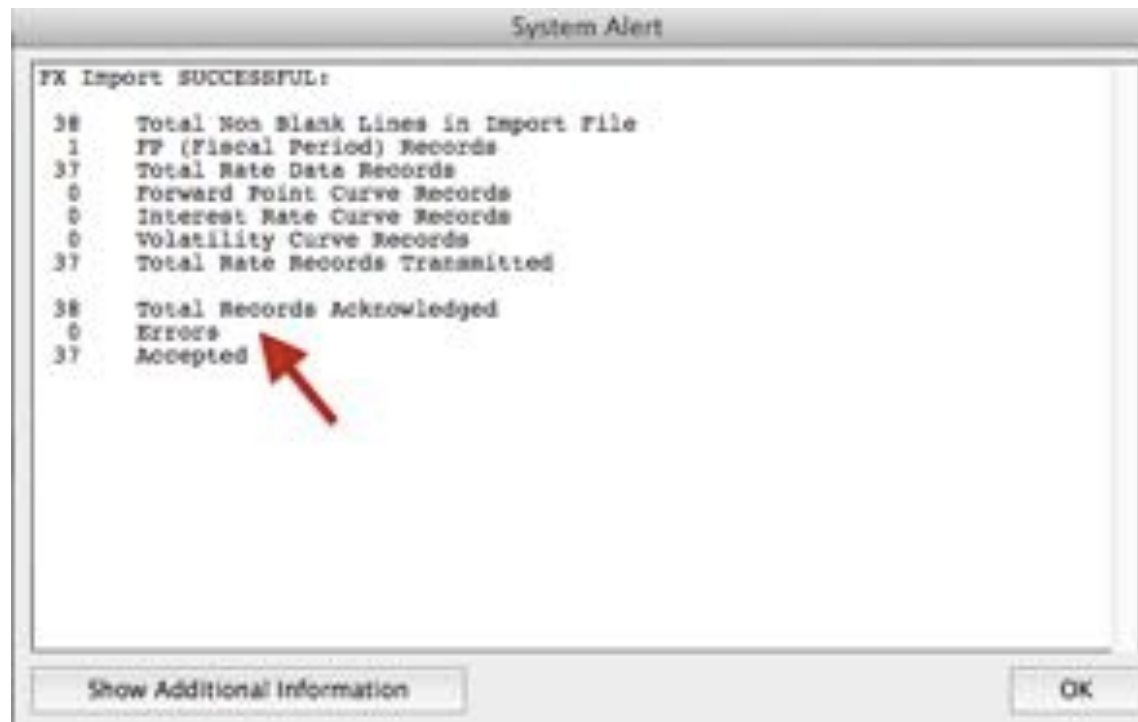 System Alert
FX Import SUCCESSFUL:
38 Total Non Blank Lines in Import File
1 FP (Fiscal Period) Records
37 Total Rate Data Records
0 Forward Point Curve Records
0 Interest Rate Curve Records
0 Volatility Curve Records
37 Total Rate Records Transmitted
38 Total Records Acknowledged
0 Errors
37 Accepted
Show Additional Information
OK